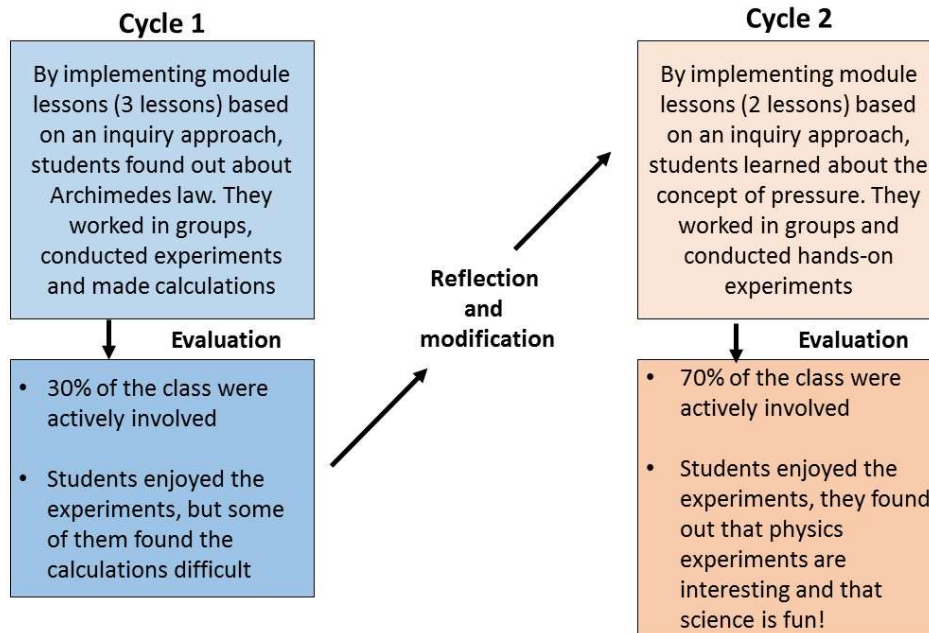 Cycle 1
By implementing module
lessons (3 lessons) based
on an inquiry approach,
students found out about
Archimedes law. They
worked in groups,
conducted experiments
and made calculations
Evaluation
• 30% of the class were
actively involved
• Students enjoyed the
experiments, but some
of them found the
calculations difficult
Reflection
and
modification
Cycle 2
By implementing module
lessons (2 lessons) based
on an inquiry approach,
students learned about the
concept of pressure. They
worked in groups and
conducted hands-on
experiments
Evaluation
• 70% of the class were
actively involved
• Students enjoyed the
experiments, they found
out that physics
experiments are
interesting and that
science is fun!